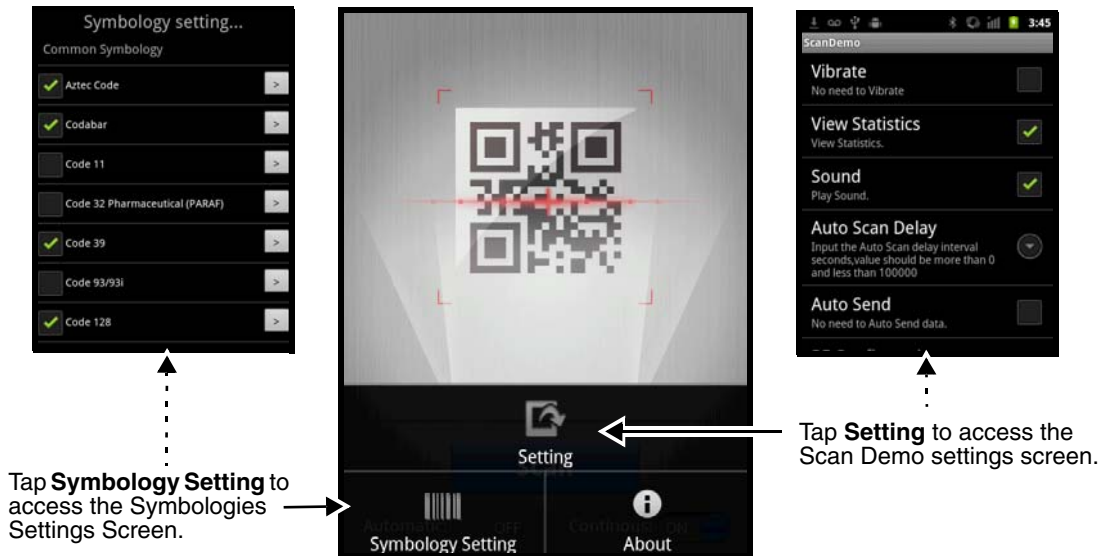 Symbology setting...
Common Symbology
Aztec Code
>
Codabar
>
Code 11
>
Code 32 Pharmaceutical (PARAF)
>
Code 39
>
Code 93/93i
>
Code 128
>
Tap Symbology Setting to
access the Symbologies
Settings Screen.
Setting
Automatic: OFF
Continous: ON
Symbology Setting
About
3:45
ScanDemo
Vibrate
No need to Vibrate
View Statistics
View Statistics.
Sound
Play Sound.
Auto Scan Delay
Input the Auto Scan delay interval
seconds,value should be more than 0
and less than 100000
Auto Send
No need to Auto Send data.
Tap Setting to access the
Scan Demo settings screen.